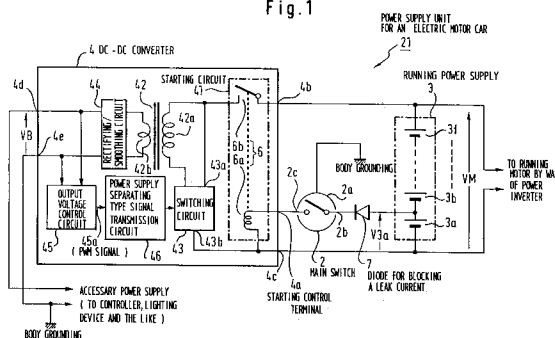 Fig.1
POWER SUPPLY UNIT
FOR AN ELECTRIC MOTOR CAR
21
4 DC-DC CONVERTER
STARTING CIRCUIT
RUNNING POWER SUPPLY
4d
44
42
47
4b
3
42a
4e
RECTIFYING/
SMOOTHING CIRCUIT
43a
6b
6
6a
31
VB
42b
BODY GROUNDING
VM
TO RUNNING
MOTOR BY WA
OF POWER
INVERTER
OUTPUT
VOLTAGE
CONTROL
CIRCUIT
POWER SUPPLY
SEPARATING
TYPE SIGNAL
TRANSMISSION
CIRCUIT
SWITCHING
CIRCUIT
2c
2a
2b
3b
3a
V3a
45
45a
46
43
43b
4c
4a
2
7
(PWM SIGNAL)
MAIN SWITCH
DIODE FOR BLOCKING
A LEAK CURRENT
STARTING CONTROL
TERMINAL
ACCESSARY POWER SUPPLY
( TO CONTROLLER, LIGHTING
DEVICE AND THE LIKE )
BODY GROUNDING